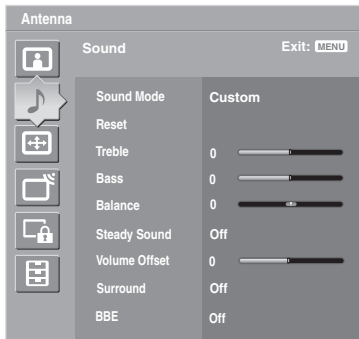 Antenna
Sound Exit: MENU
Sound Mode Custom
Reset
Treble 0
Bass 0
Balance 0
Steady Sound Off
Volume Offset 0
Surround Off
BBE Off